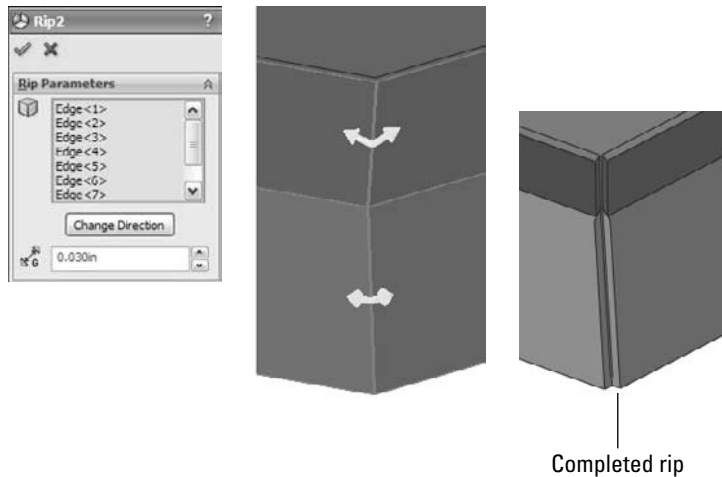 Rip2 ?
Rip Parameters
Edge<1>
Edge<2>
Edge<3>
Edge<4>
Edge<5>
Edge<6>
Edge<7>
Change Direction
G 0.030in
Completed rip